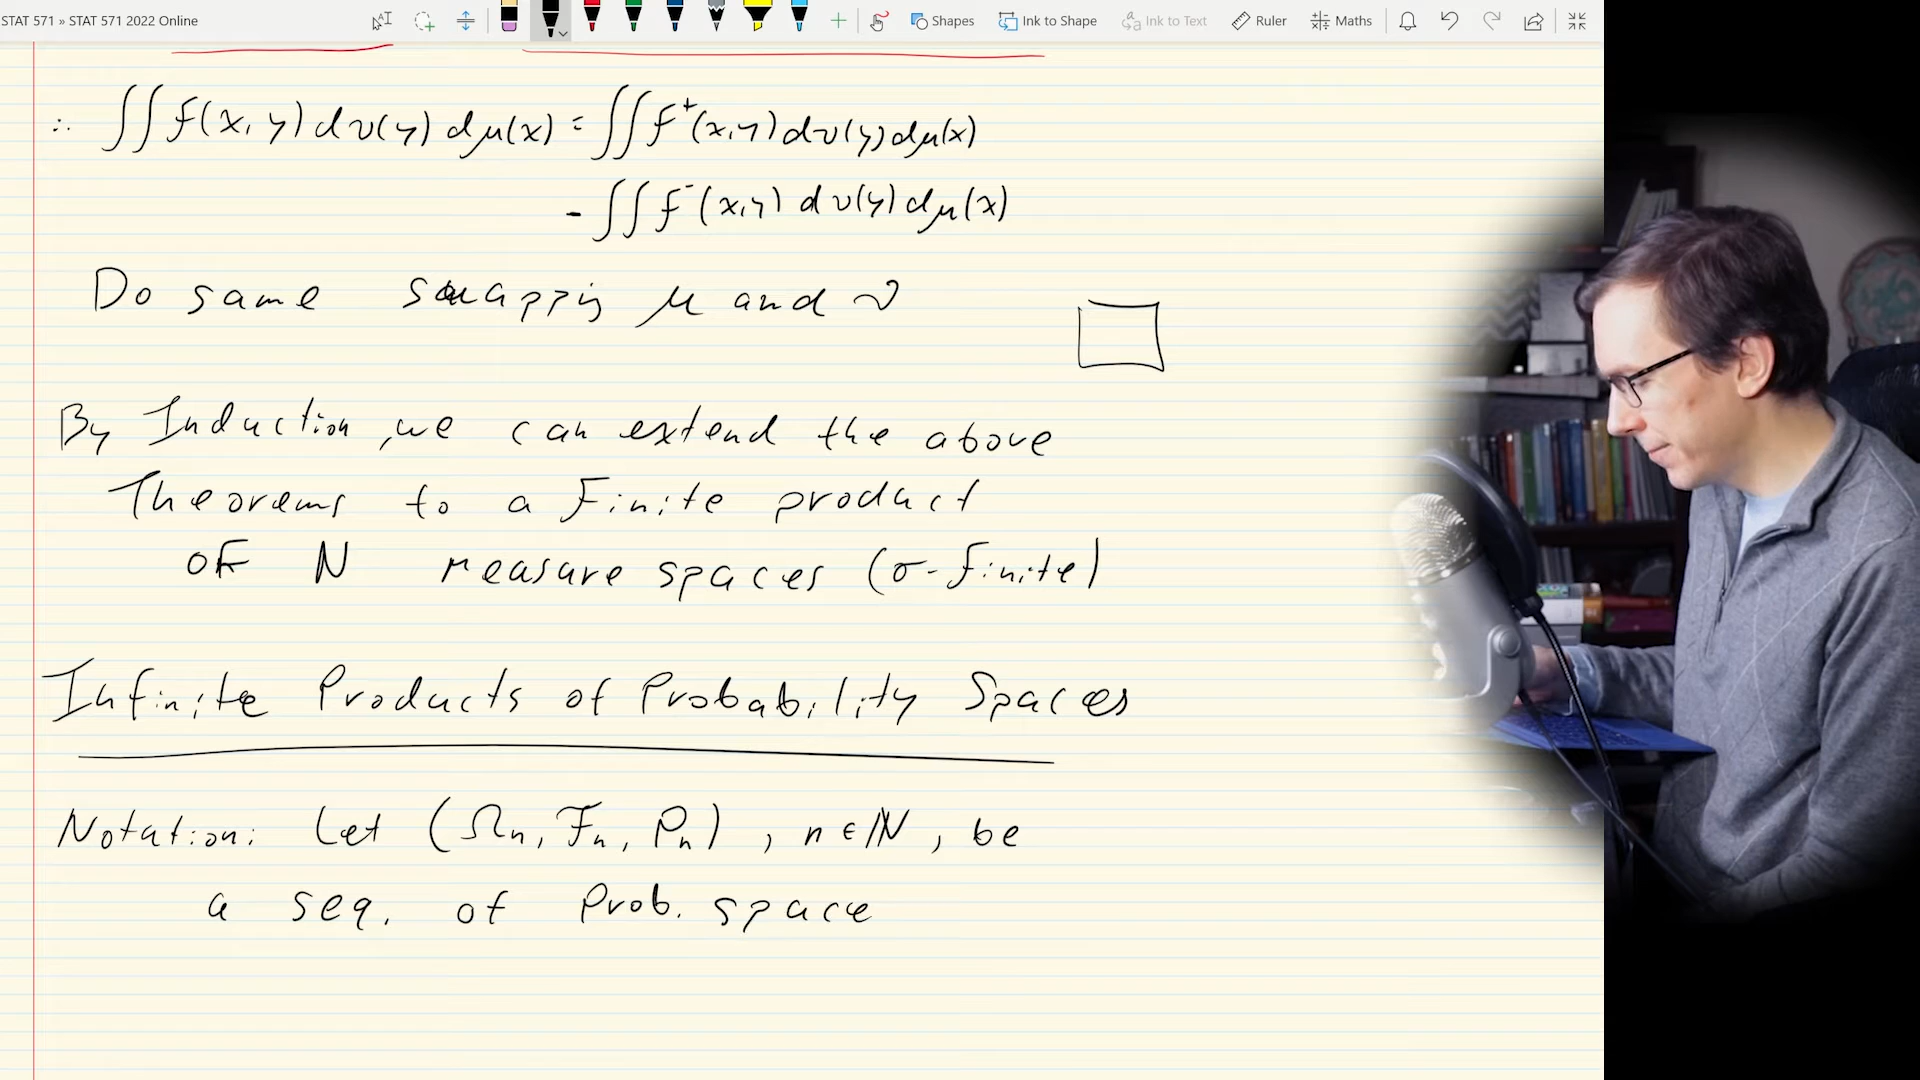 STAT 571 » STAT 571 2022 Online
Shapes Ink to Shape Ink to Text Ruler Maths
∴ ∫∫ f(x,y) dν(y) dμ(x) = ∫∫ f⁺(x,y) dν(y) dμ(x)
- ∫∫ f⁻(x,y) dν(y) dμ(x)
Do same swapping μ and ν
By Induction, we can extend the above
Theorems to a Finite product
of N measure spaces (σ-finite)
Infinite Products of Probability Spaces
Notation: Let (Ωn, Fn, Pn), n ∈ ℕ, be
a seq. of Prob. space